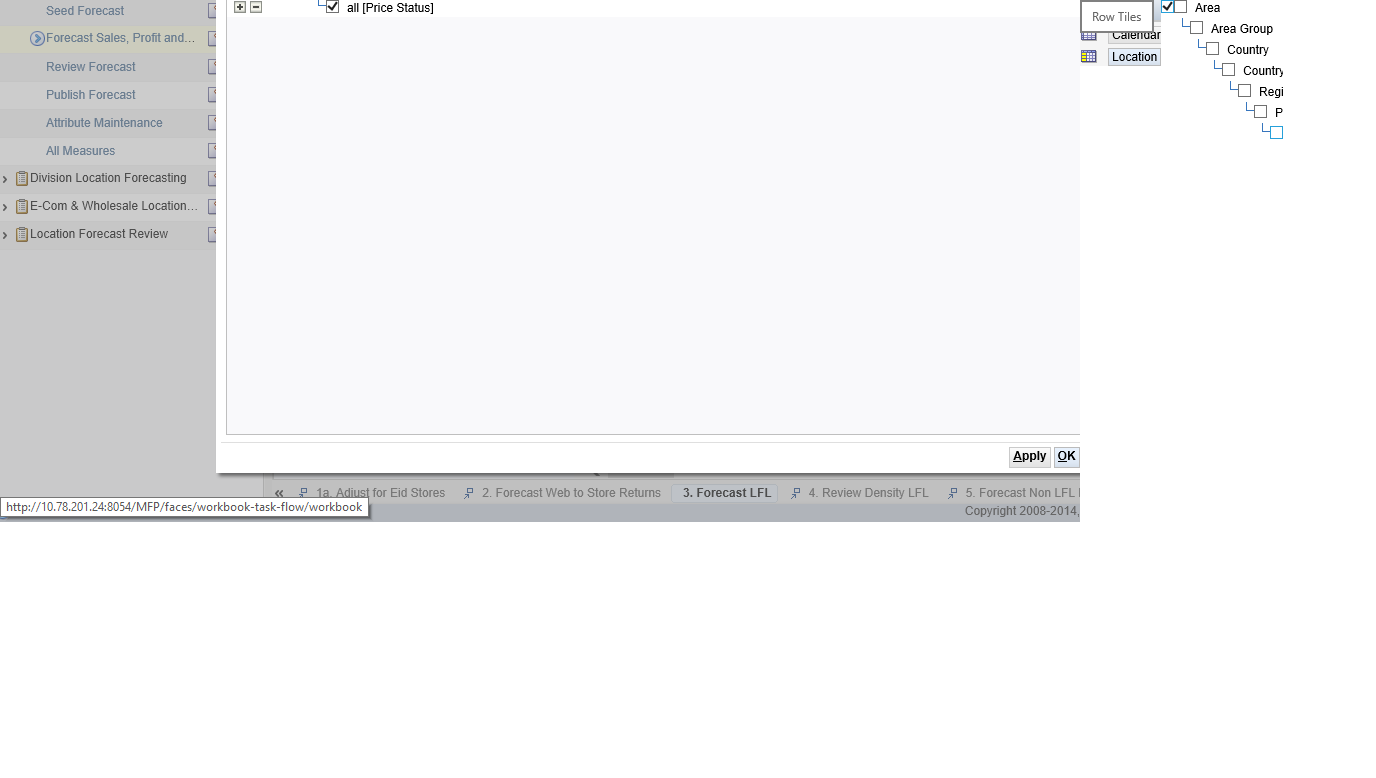 Seed Forecast
Forecast Sales, Profit and...
Review Forecast
Publish Forecast
Attribute Maintenance
All Measures
Division Location Forecasting
E-Com & Wholesale Location...
Location Forecast Review
all [Price Status]
Row Tiles
Calendar
Location
Area
Area Group
Country
Country
Regi
P
Apply
OK
1a. Adjust for Eid Stores
2. Forecast Web to Store Returns
3. Forecast LFL
4. Review Density LFL
5. Forecast Non LFL
http://10.78.201.24:8054/MFP/faces/workbook-task-flow/workbook
Copyright 2008-2014,